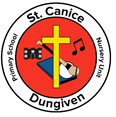 St. Canice
Primary School
Nursery Unit
Dungiven